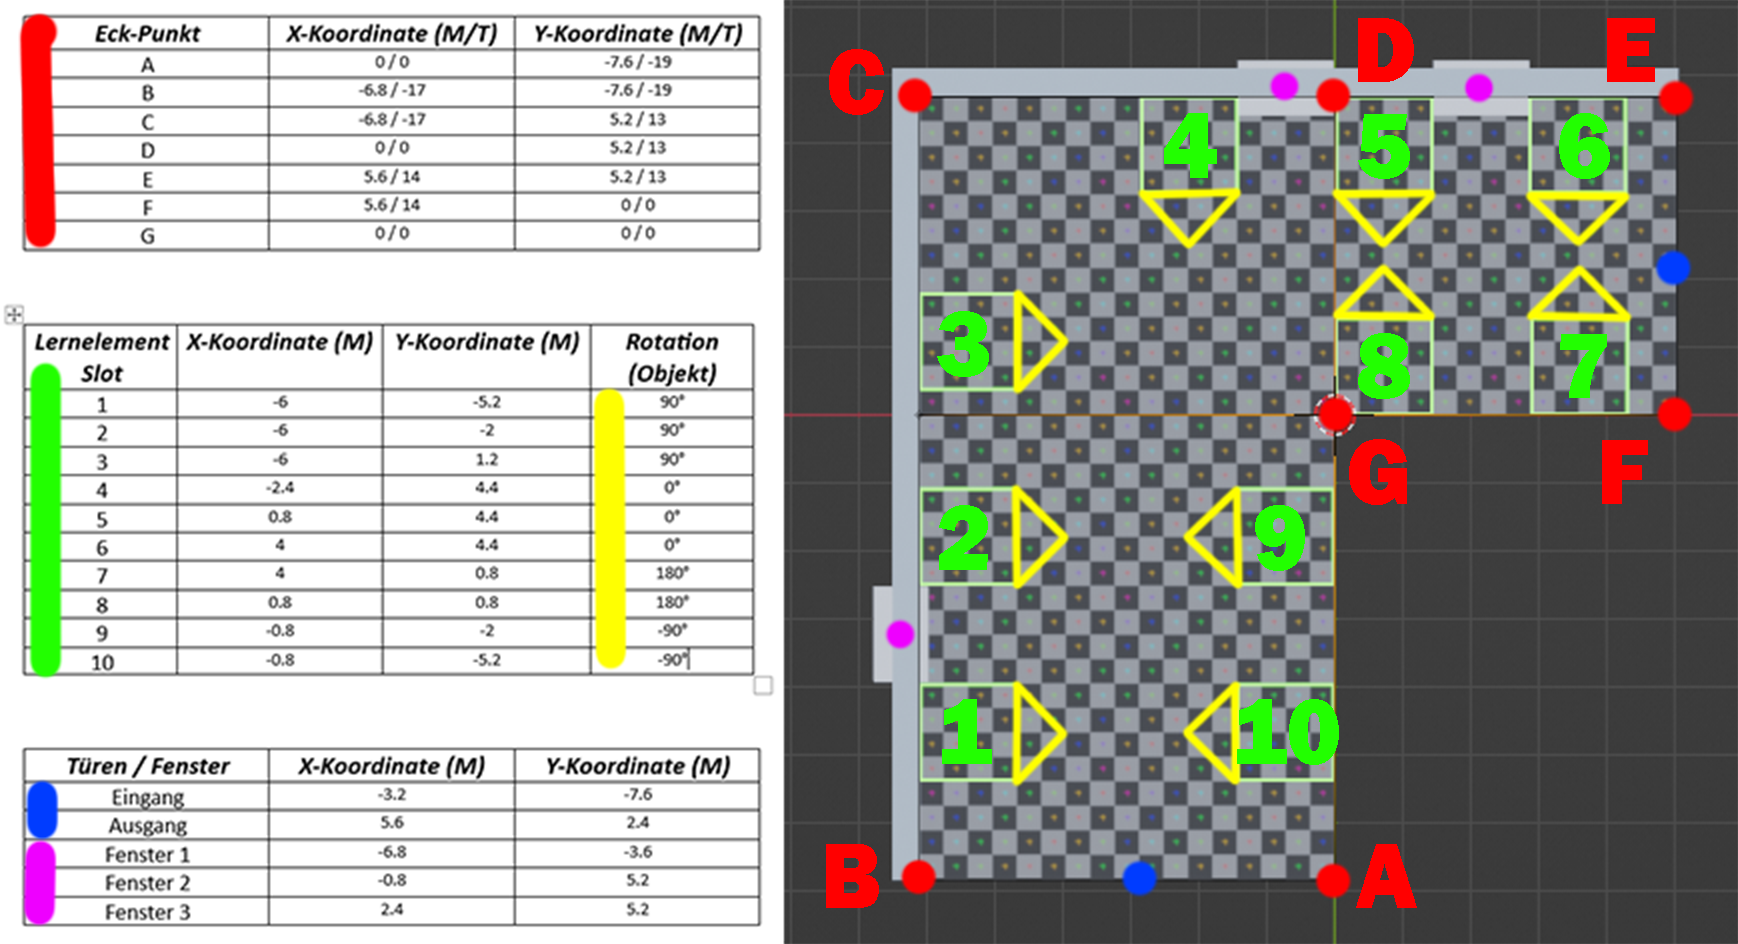 Eck-Punkt X-Koordinate (M/T) Y-Koordinate (M/T)
A 0 / 0 -7.6 / -19
B -6.8 / -17 -7.6 / -19
C -6.8 / -17 5.2 / 13
D 0 / 0 5.2 / 13
E 5.6 / 14 5.2 / 13
F 5.6 / 14 0 / 0
G 0 / 0 0 / 0
Lernelement X-Koordinate (M) Y-Koordinate (M) Rotation
Slot (Objekt)
1 -6 -5.2 90°
2 -6 -2 90°
3 -6 1.2 90°
4 -2.4 4.4 0°
5 0.8 4.4 0°
6 4 4.4 0°
7 4 0.8 180°
8 0.8 0.8 180°
9 -0.8 -2 -90°
10 -0.8 -5.2 -90°
Türen / Fenster X-Koordinate (M) Y-Koordinate (M)
Eingang -3.2 -7.6
Ausgang 5.6 2.4
Fenster 1 -6.8 -3.6
Fenster 2 -0.8 5.2
Fenster 3 2.4 5.2
C D E
4 5 6
3 8 7
G F
2 9
1 10
B A